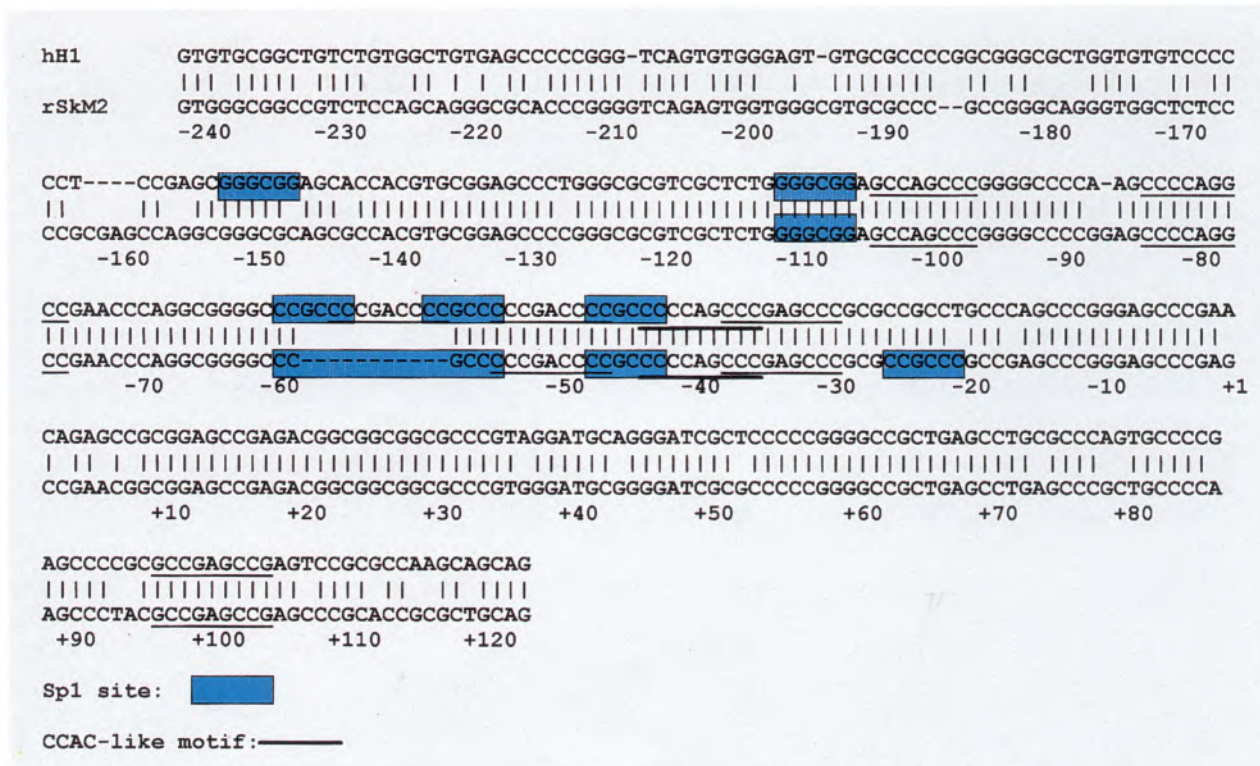 hH1 GTGTGCGGCTGTCTGTGGCTGTGAGCCCCCGGG-TCAGTGTGGGAGT-GTGCGCCCCGGCGGGCGCTGGTGTGTCCCC
rSkM2 GTGGGCGGCCGTCTCCAGCAGGGCGCACCCGGGGTCAGAGTGGTGGGCGTGCGCCC--GCCGGGCAGGGTGGCTCTCC
-240 -230 -220 -210 -200 -190 -180 -170
CCT----CCGAGCGGGCGGAGCACCACGTGCGGAGCCCTGGGCGCGTCGCTCTGGGGCGGAGCCAGCCCGGGGCCCCA-AGCCCCAGG
CCGCGAGCCAGGCGGGCGCAGCGCCACGTGCGGAGCCCCGGGCGCGTCGCTCTGGGGCGGAGCCAGCCCGGGGCCCCGGAGCCCCAGG
-160 -150 -140 -130 -120 -110 -100 -90 -80
CCGAACCCAGGCGGGGCCCGCCCCGACCCCCGCCCCCGACCCCCGCCCCCAGCCCGAGCCCGCGCCGCCTGCCCAGCCCGGGAGCCCGAA
CCGAACCCAGGCGGGGCCC-----------GCCCCCGACCCCGCCCCCAGCCCGAGCCCGCGCCGCCCGCCGAGCCCGGGAGCCCGAG
-70 -60 -50 -40 -30 -20 -10 +1
CAGAGCCGCGGAGCCGAGACGGCGGCGGCGCCCGTAGGATGCAGGGATCGCTCCCCCGGGGCCGCTGAGCCTGCGCCCAGTGCCCCG
CCGAACGGCGGAGCCGAGACGGCGGCGGCGCCCGTGGGATGCGGGGATCGCGCCCCCGGGGCCGCTGAGCCTGAGCCCGCTGCCCCA
+10 +20 +30 +40 +50 +60 +70 +80
AGCCCCGCGCCGAGCCGAGTCCGCGCCAAGCAGCAG
AGCCCTACGCCGAGCCGAGCCCGCACCGCGCTGCAG
+90 +100 +110 +120
Sp1 site:
CCAC-like motif: